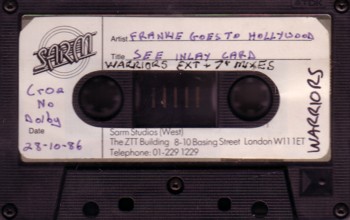 TDK
SARM
Artist FRANKIE GOES TO HOLLYWOOD
Title SEE INLAY CARD
WARRIORS EXT + 7" MIXES
CrO2
No
Dolby
Date
28-10-86
Sarm Studios (West)
The ZTT Building 8-10 Basing Street London W11 1ET
Telephone: 01-229 1229
WARRIORS